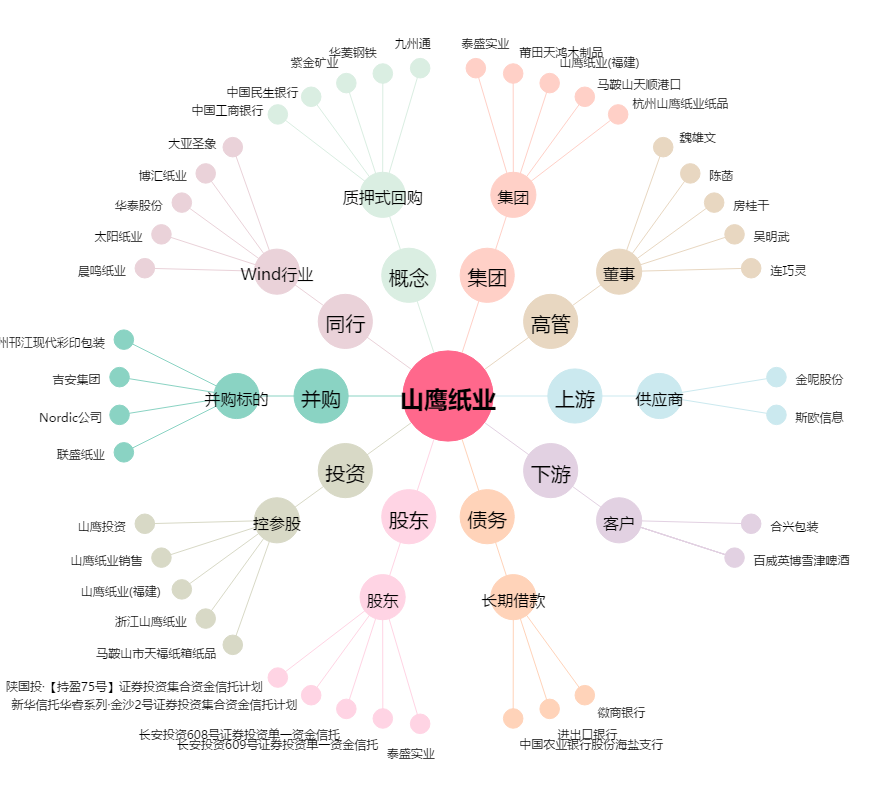 九州通
泰盛实业
华菱钢铁
莆田天鸿木制品
紫金矿业
山鹰纸业(福建)
中国民生银行
马鞍山天顺港口
中国工商银行
杭州山鹰纸业纸品
大亚圣象
魏雄文
博汇纸业
陈菡
华泰股份
质押式回购
集团
房桂干
太阳纸业
吴明武
晨鸣纸业
Wind行业
概念
集团
董事
连巧灵
同行
高管
州邗江现代彩印包装
吉安集团
金呢股份
并购标的
并购
山鹰纸业
上游
供应商
Nordic公司
斯欧信息
联盛纸业
投资
下游
山鹰投资
控参股
股东
债务
客户
合兴包装
山鹰纸业销售
百威英博雪津啤酒
山鹰纸业(福建)
股东
长期借款
浙江山鹰纸业
马鞍山市天福纸箱纸品
陕国投·【持盈75号】证券投资集合资金信托计划
新华信托华睿系列·金沙2号证券投资集合资金信托计划
徽商银行
长安投资608号证券投资单一资金信托
进出口银行
长安投资609号证券投资单一资金信托
中国农业银行股份海盐支行
泰盛实业